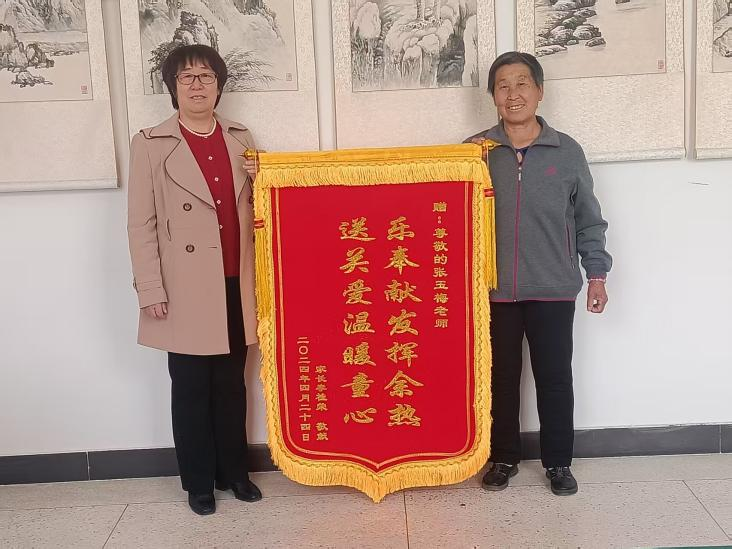 赠：尊敬的张玉梅老师
乐奉献发挥余热
送关爱温暖童心
家长李桂荣 敬献
二〇二四年四月二十四日